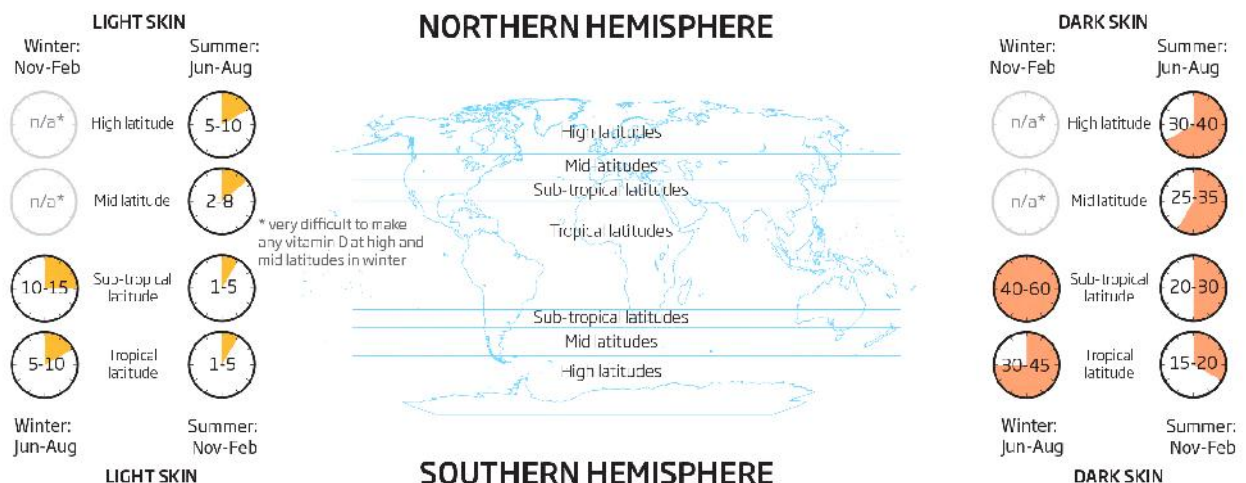 LIGHT SKIN
Winter:
Nov-Feb
Summer:
Jun-Aug
n/a*
High latitude
5-10
n/a*
Mid latitude
2-8
10-15
Sub-tropical
latitude
1-5
5-10
Tropical
latitude
1-5
Winter:
Jun-Aug
Summer:
Nov-Feb
LIGHT SKIN
NORTHERN HEMISPHERE
High latitudes
Mid latitudes
Sub-tropical latitudes
Tropical latitudes
* very difficult to make
any vitamin D at high and
mid latitudes in winter
Sub-tropical latitudes
Mid latitudes
High latitudes
SOUTHERN HEMISPHERE
DARK SKIN
Winter:
Nov-Feb
Summer:
Jun-Aug
n/a*
High latitude
30-40
n/a*
Mid latitude
25-35
40-60
Sub-tropical
latitude
20-30
30-45
Tropical
latitude
15-20
Winter:
Jun-Aug
Summer:
Nov-Feb
DARK SKIN